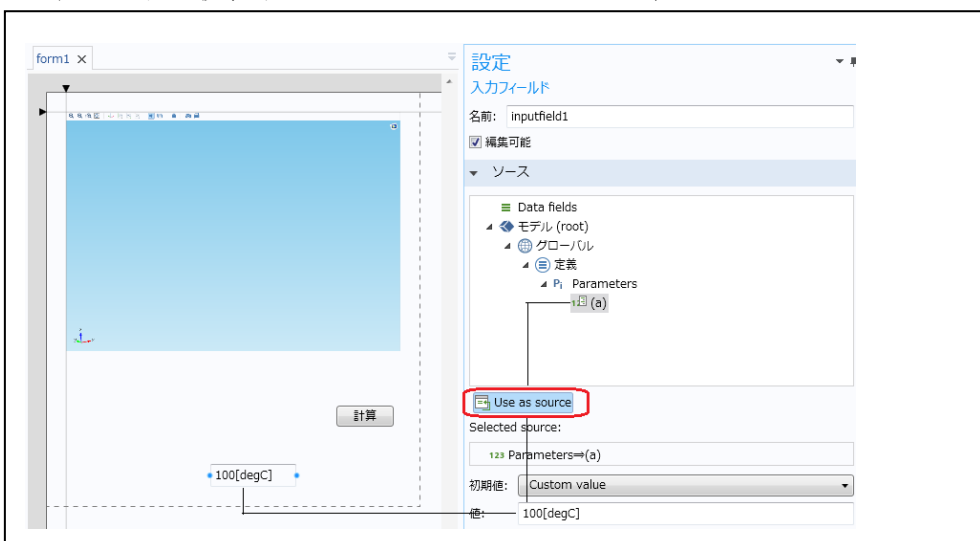 form1 ×
計算
100[degC]
設定
入力フィールド
名前: inputfield1
編集可能
ソース
Data fields
モデル (root)
グローバル
定義
Pi Parameters
(a)
Use as source
Selected source:
123 Parameters⇒(a)
初期値: Custom value
値: 100[degC]